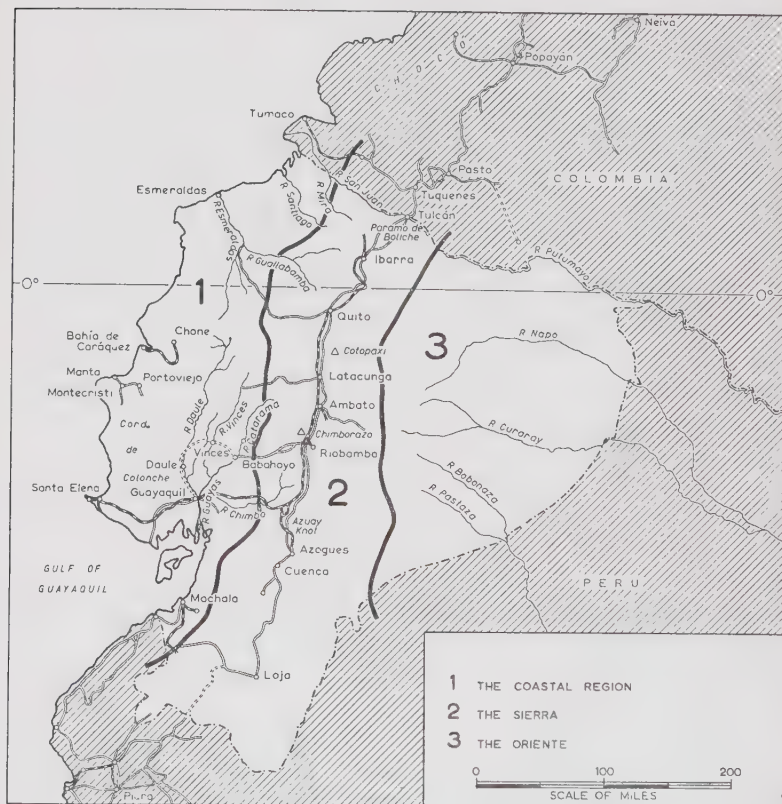 Neiva
Popayán
CHOCO
Tumaco
Pasto
COLOMBIA
R. San Juan
Tuquenes
Tulcán
Esmeraldas
R. Esmeraldas
R. Santiago
R. Mira
Paramo de
Boliche
Ibarra
R. Guallabamba
R. Putumayo
0°
0°
1
Quito
Bahía de
Caráquez
Chone
Cotopaxi
3
R. Napo
Manta
Portoviejo
Montecristi
Latacunga
R. Daule
R. Vinces
R. Catarama
Ambato
Cord.
de
Colonche
Chimborazo
R. Curaray
Vinces
Riobamba
Daule
Babahoyo
R. Bobonaza
Santa Elena
Guayaquil
2
R. Pastaza
R. Guayas
R. Chimbo
Azuay
Knot
Azogues
GULF OF
GUAYAQUIL
Cuenca
PERU
Machala
Loja
Piura
1 THE COASTAL REGION
2 THE SIERRA
3 THE ORIENTE
0 100 200
SCALE OF MILES